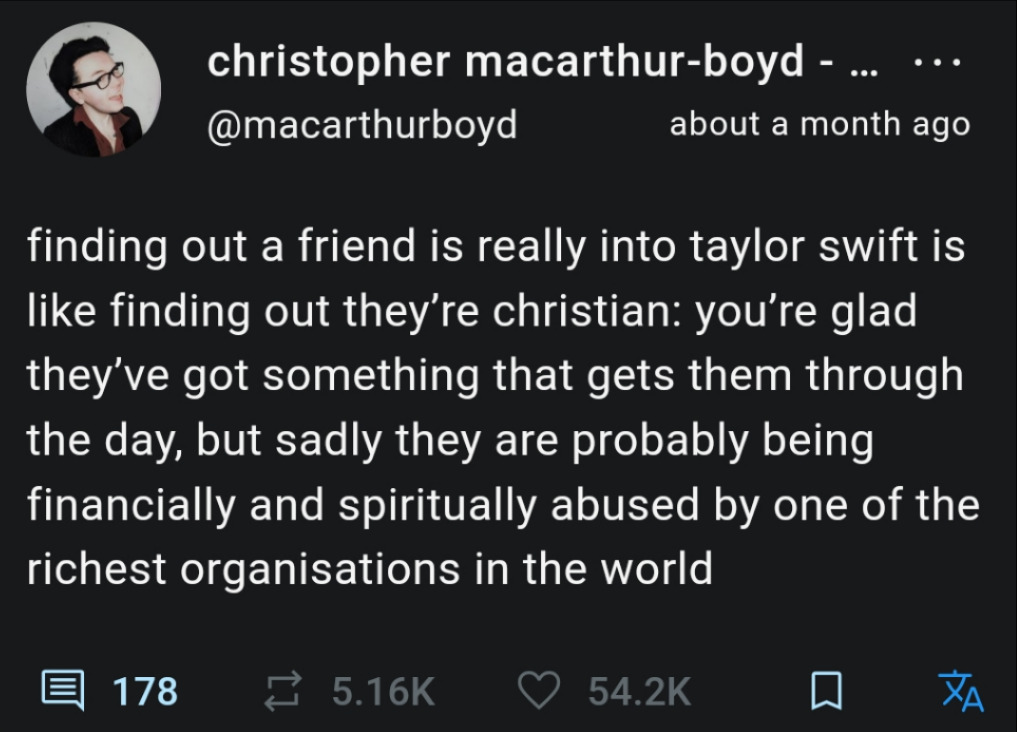 christopher macarthur-boyd - ... ...
@macarthurboyd about a month ago
finding out a friend is really into taylor swift is
like finding out they’re christian: you’re glad
they’ve got something that gets them through
the day, but sadly they are probably being
financially and spiritually abused by one of the
richest organisations in the world
178 5.16K 54.2K